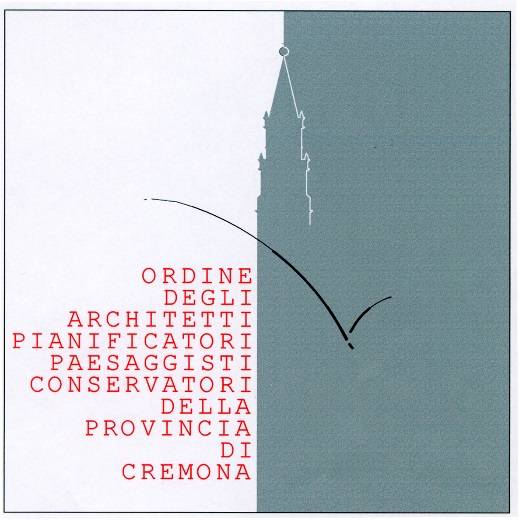 ORDINE
DEGLI
ARCHITETTI
PIANIFICATORI
PAESAGGISTI
CONSERVATORI
DELLA
PROVINCIA
DI
CREMONA